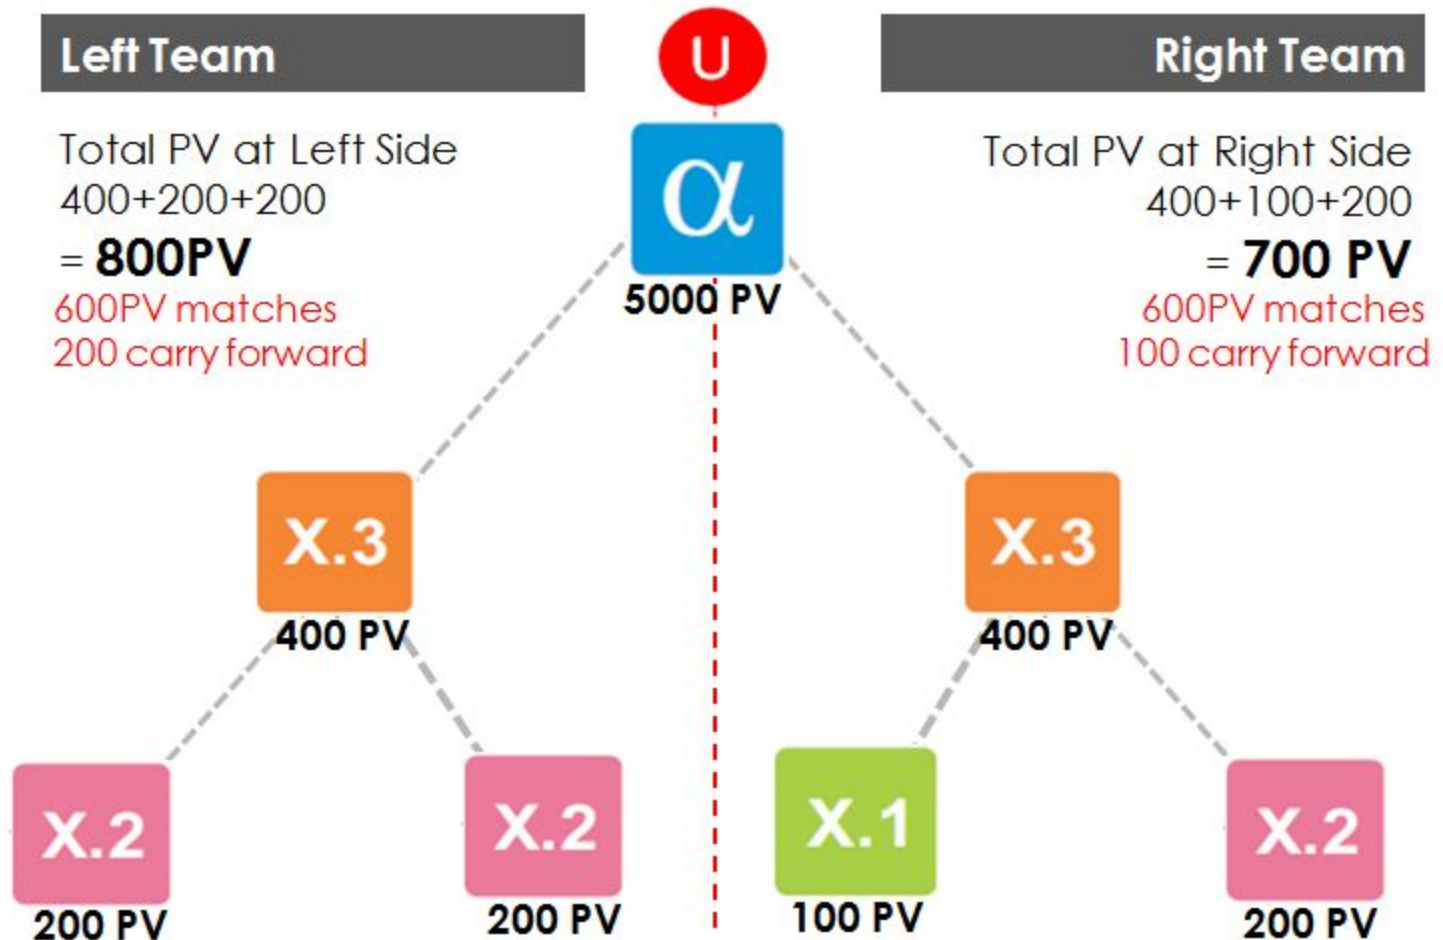 Left Team
U
Right Team
Total PV at Left Side
400+200+200
= 800PV
600PV matches
200 carry forward
α
5000 PV
Total PV at Right Side
400+100+200
= 700 PV
600PV matches
100 carry forward
X.3
400 PV
X.3
400 PV
X.2
200 PV
X.2
200 PV
X.1
100 PV
X.2
200 PV